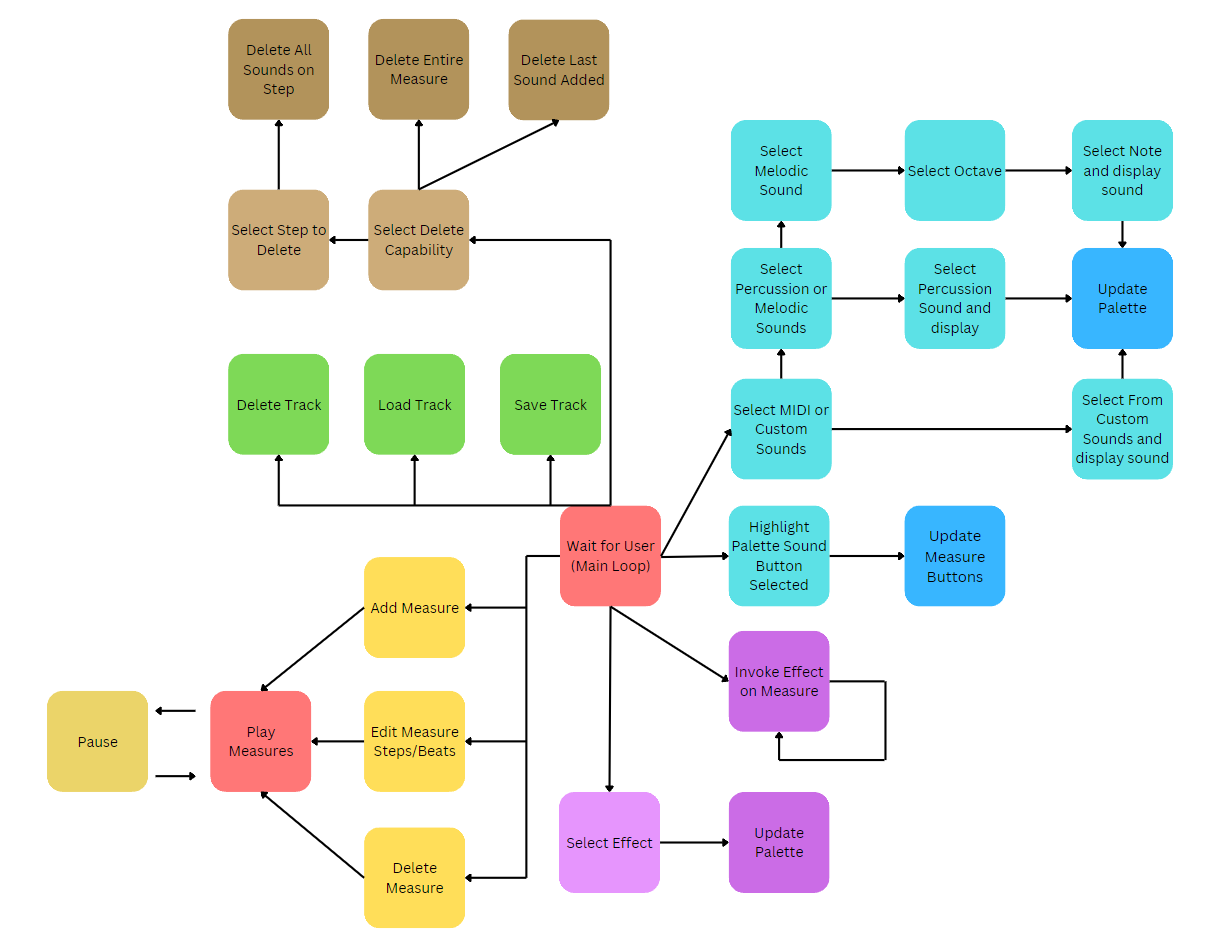 Delete All
Sounds on
Step
Delete Entire
Measure
Delete Last
Sound Added
Select
Melodic
Sound
Select Octave
Select Note
and display
sound
Select Step to
Delete
Select Delete
Capability
Select
Percussion or
Melodic
Sounds
Select
Percussion
Sound and
display
Update
Palette
Delete Track
Load Track
Save Track
Select MIDI or
Custom
Sounds
Select From
Custom
Sounds and
display sound
Wait for User
(Main Loop)
Highlight
Palette Sound
Button
Selected
Update
Measure
Buttons
Add Measure
Invoke Effect
on Measure
Pause
Play
Measures
Edit Measure
Steps/Beats
Select Effect
Update
Palette
Delete
Measure